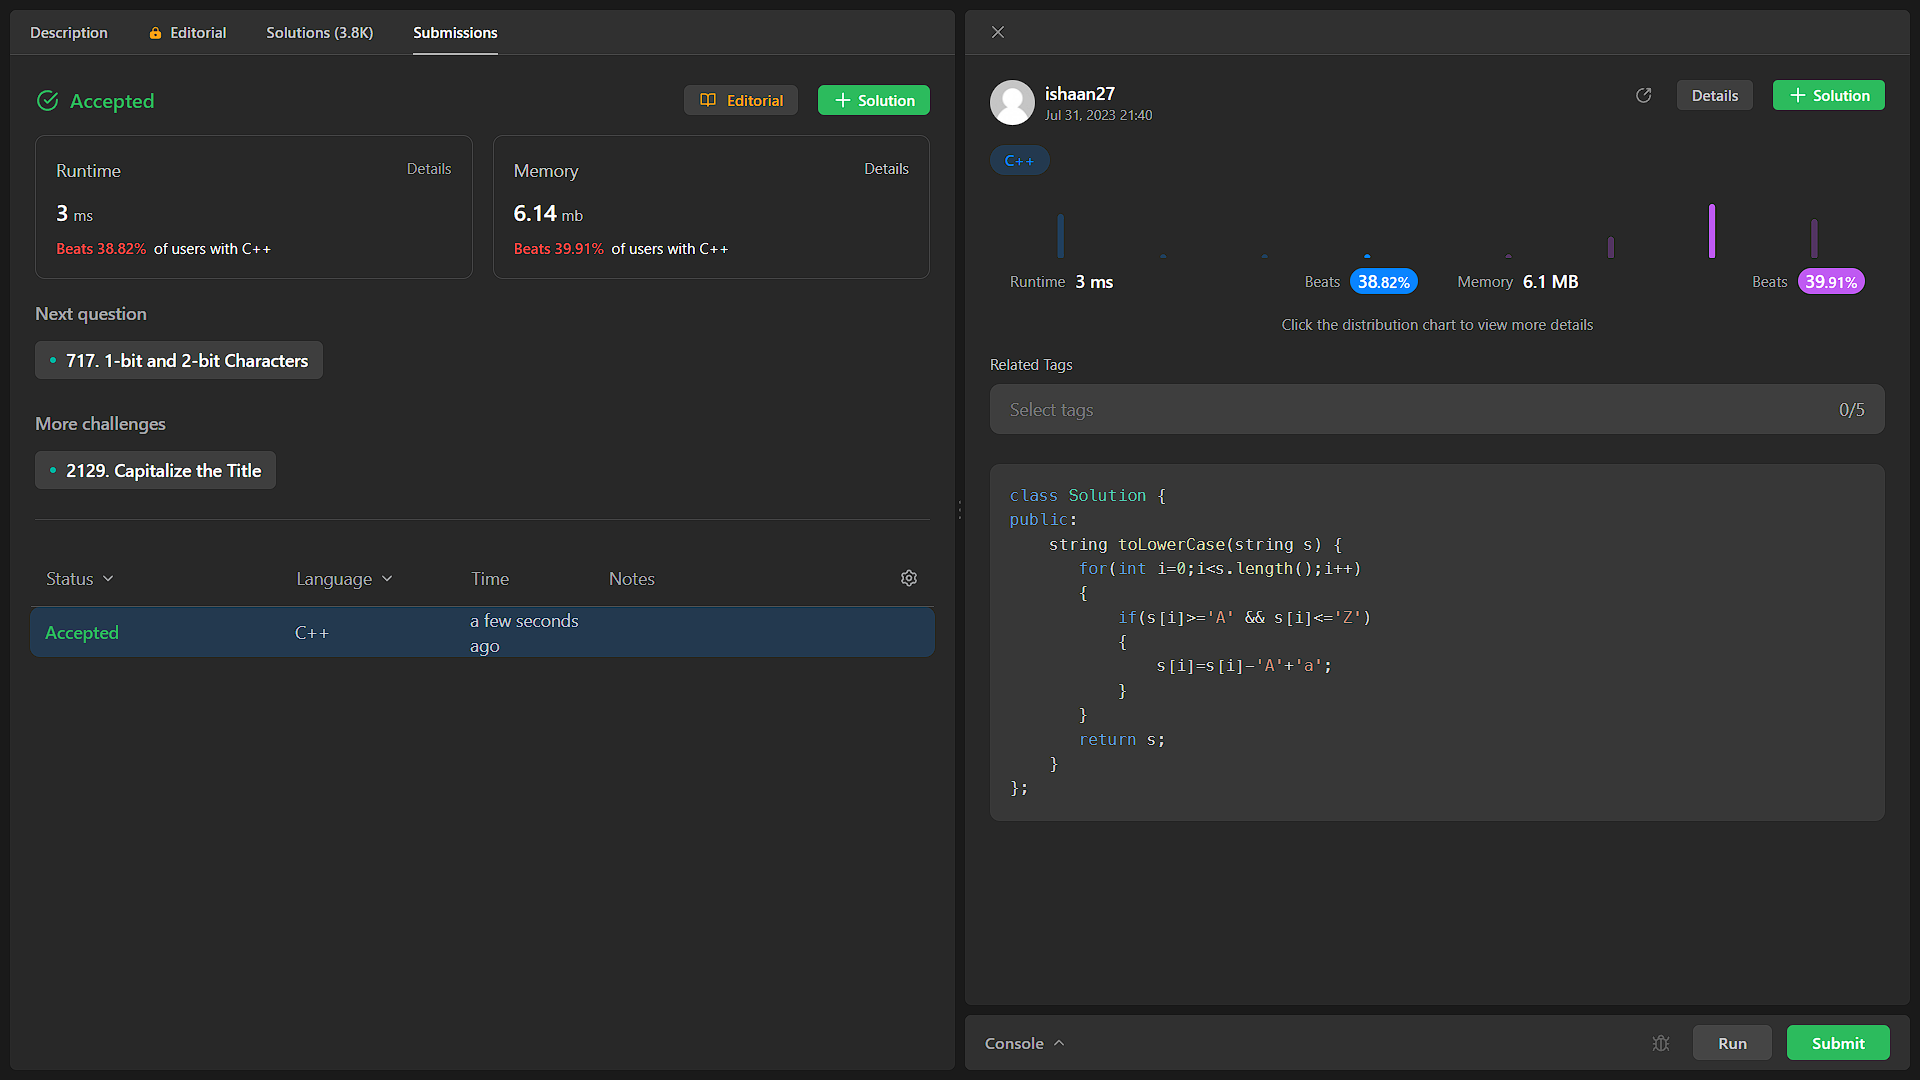 Description
Editorial
Solutions (3.8K)
Submissions
Accepted
Editorial
Solution
Runtime
Details
3 ms
Beats 38.82% of users with C++
Memory
Details
6.14 mb
Beats 39.91% of users with C++
Next question
717. 1-bit and 2-bit Characters
More challenges
2129. Capitalize the Title
Status
Language
Time
Notes
Accepted
C++
a few seconds
ago
ishaan27
Jul 31, 2023 21:40
Details
Solution
C++
Runtime 3 ms
Beats 38.82%
Memory 6.1 MB
Beats 39.91%
Click the distribution chart to view more details
Related Tags
Select tags
0/5
class Solution {
public:
    string toLowerCase(string s) {
       for(int i=0;i<s.length();i++)
       {
           if(s[i]>='A' && s[i]<='Z')
           {
               s[i]=s[i]-'A'+'a';
           }
       }
       return s;
    }
};
Console
Run
Submit